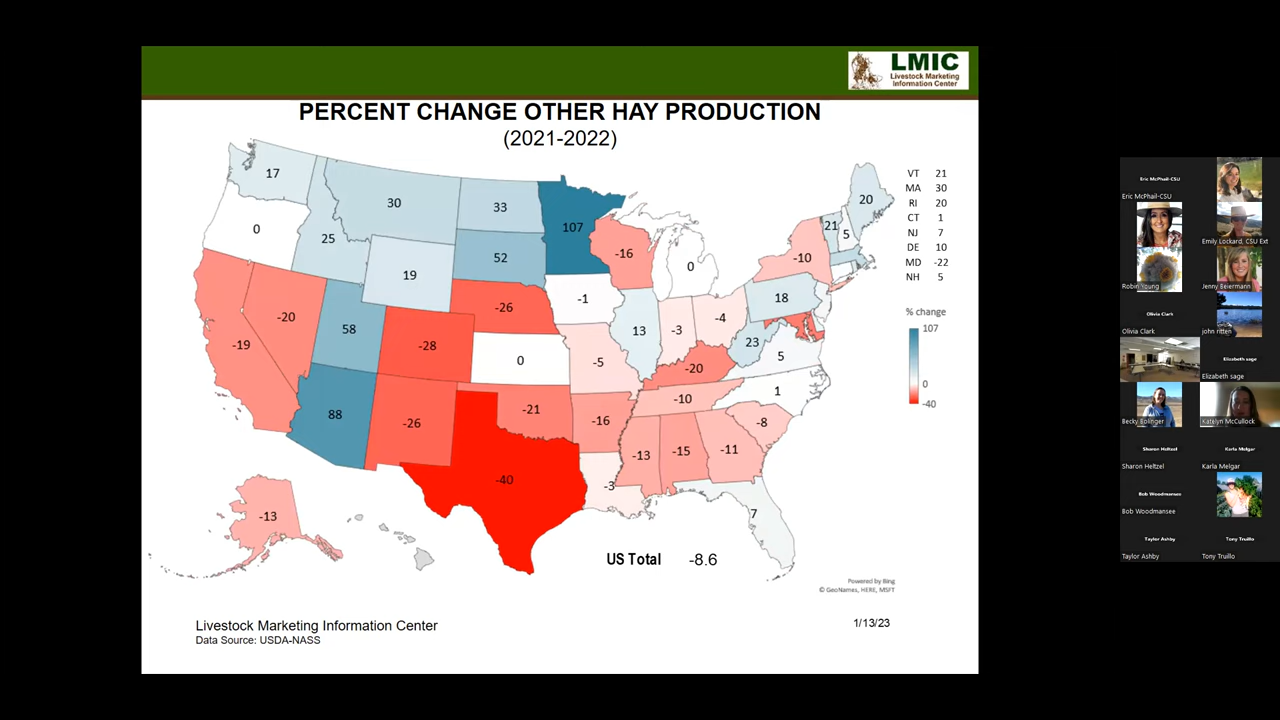 LMIC
Livestock Marketing
Information Center
PERCENT CHANGE OTHER HAY PRODUCTION
(2021-2022)
17
0
25
30
19
33
52
107
-16
0
-10
21
5
20
VT 21
MA 30
RI 20
CT 1
NJ 7
DE 10
MD -22
NH 5
-19
-20
58
-28
-26
0
-1
-5
13
-3
-4
18
23
5
-20
1
-10
-8
88
-26
-21
-16
-13
-15
-11
-40
-3
7
-13
% change
107
0
-40
US Total -8.6
Powered by Bing
© GeoNames, HERE, MSFT
Livestock Marketing Information Center
Data Source: USDA-NASS
1/13/23
Eric McPhail-CSU
Eric McPhail-CSU
Emily Lockard, CSU Ext
Robin Young
Jenny Beiermann
Olivia Clark
Olivia Clark
john ritten
Elizabeth sage
Elizabeth sage
Becky Bolinger
Katelyn McCullock
Sharon Heltzel
Sharon Heltzel
Karla Melgar
Karla Melgar
Bob Woodmansee
Bob Woodmansee
Taylor Ashby
Taylor Ashby
Tony Truillo
Tony Truillo